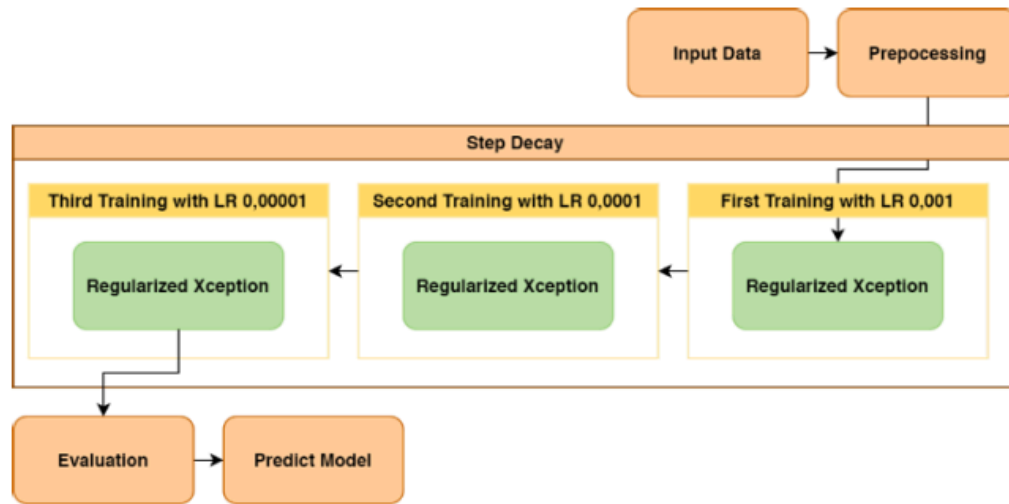 Input Data
Prepocessing
Step Decay
Third Training with LR 0,00001
Second Training with LR 0,0001
First Training with LR 0,001
Regularized Xception
Regularized Xception
Regularized Xception
Evaluation
Predict Model